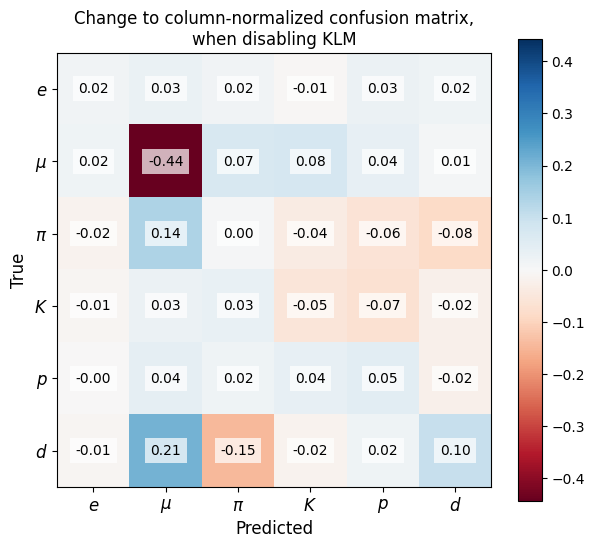 Change to column-normalized confusion matrix,
when disabling KLM
e 0.02 0.03 0.02 -0.01 0.03 0.02
μ 0.02 -0.44 0.07 0.08 0.04 0.01
π -0.02 0.14 0.00 -0.04 -0.06 -0.08
K -0.01 0.03 0.03 -0.05 -0.07 -0.02
p -0.00 0.04 0.02 0.04 0.05 -0.02
d -0.01 0.21 -0.15 -0.02 0.02 0.10
e μ π K p d
Predicted
True
0.4
0.3
0.2
0.1
0.0
−0.1
−0.2
−0.3
−0.4